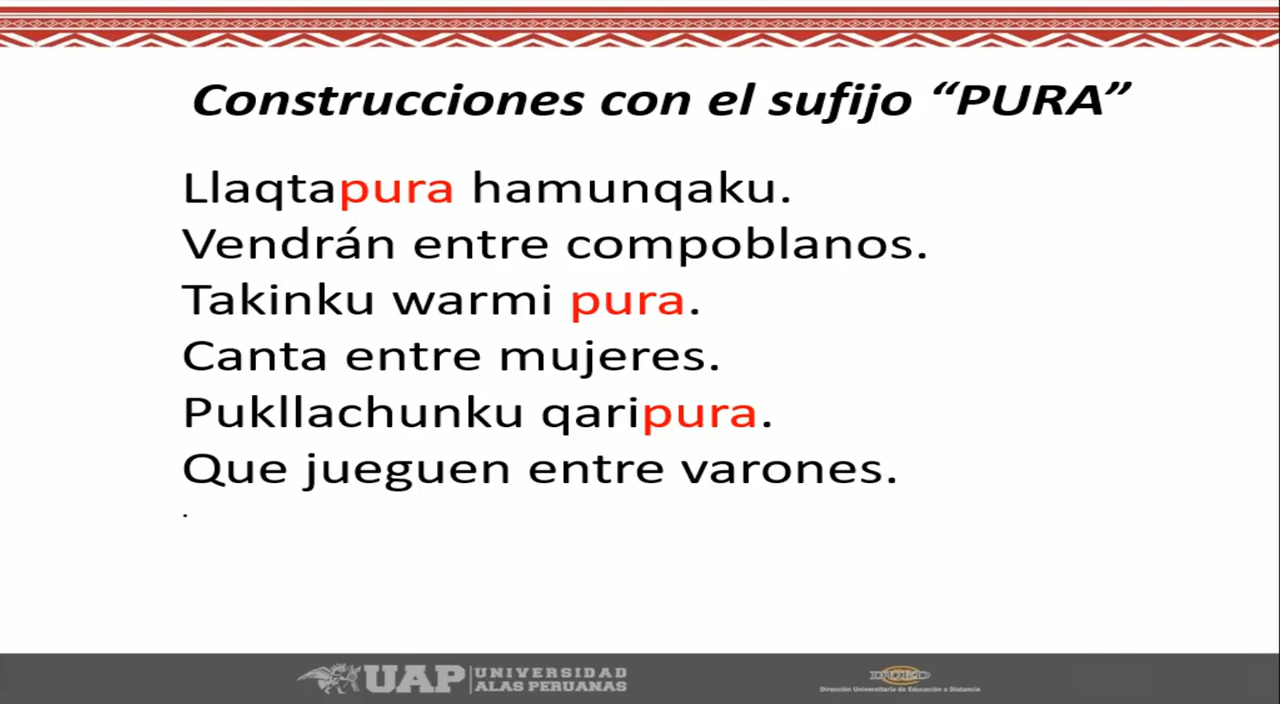 Construcciones con el sufijo “PURA”
Llaqtapura hamunqaku.
Vendrán entre compoblanos.
Takinku warmi pura.
Canta entre mujeres.
Pukllachunku qaripura.
Que jueguen entre varones.
.
UAP UNIVERSIDAD
ALAS PERUANAS
DUED
Dirección Universitaria de Educación a Distancia